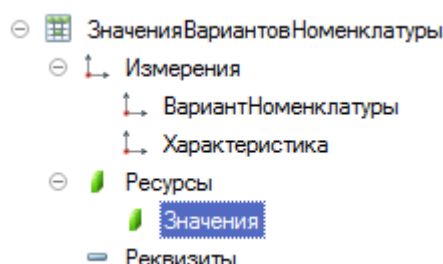 ЗначенияВариантовНоменклатуры
Измерения
ВариантНоменклатуры
Характеристика
Ресурсы
Значения
Реквизиты